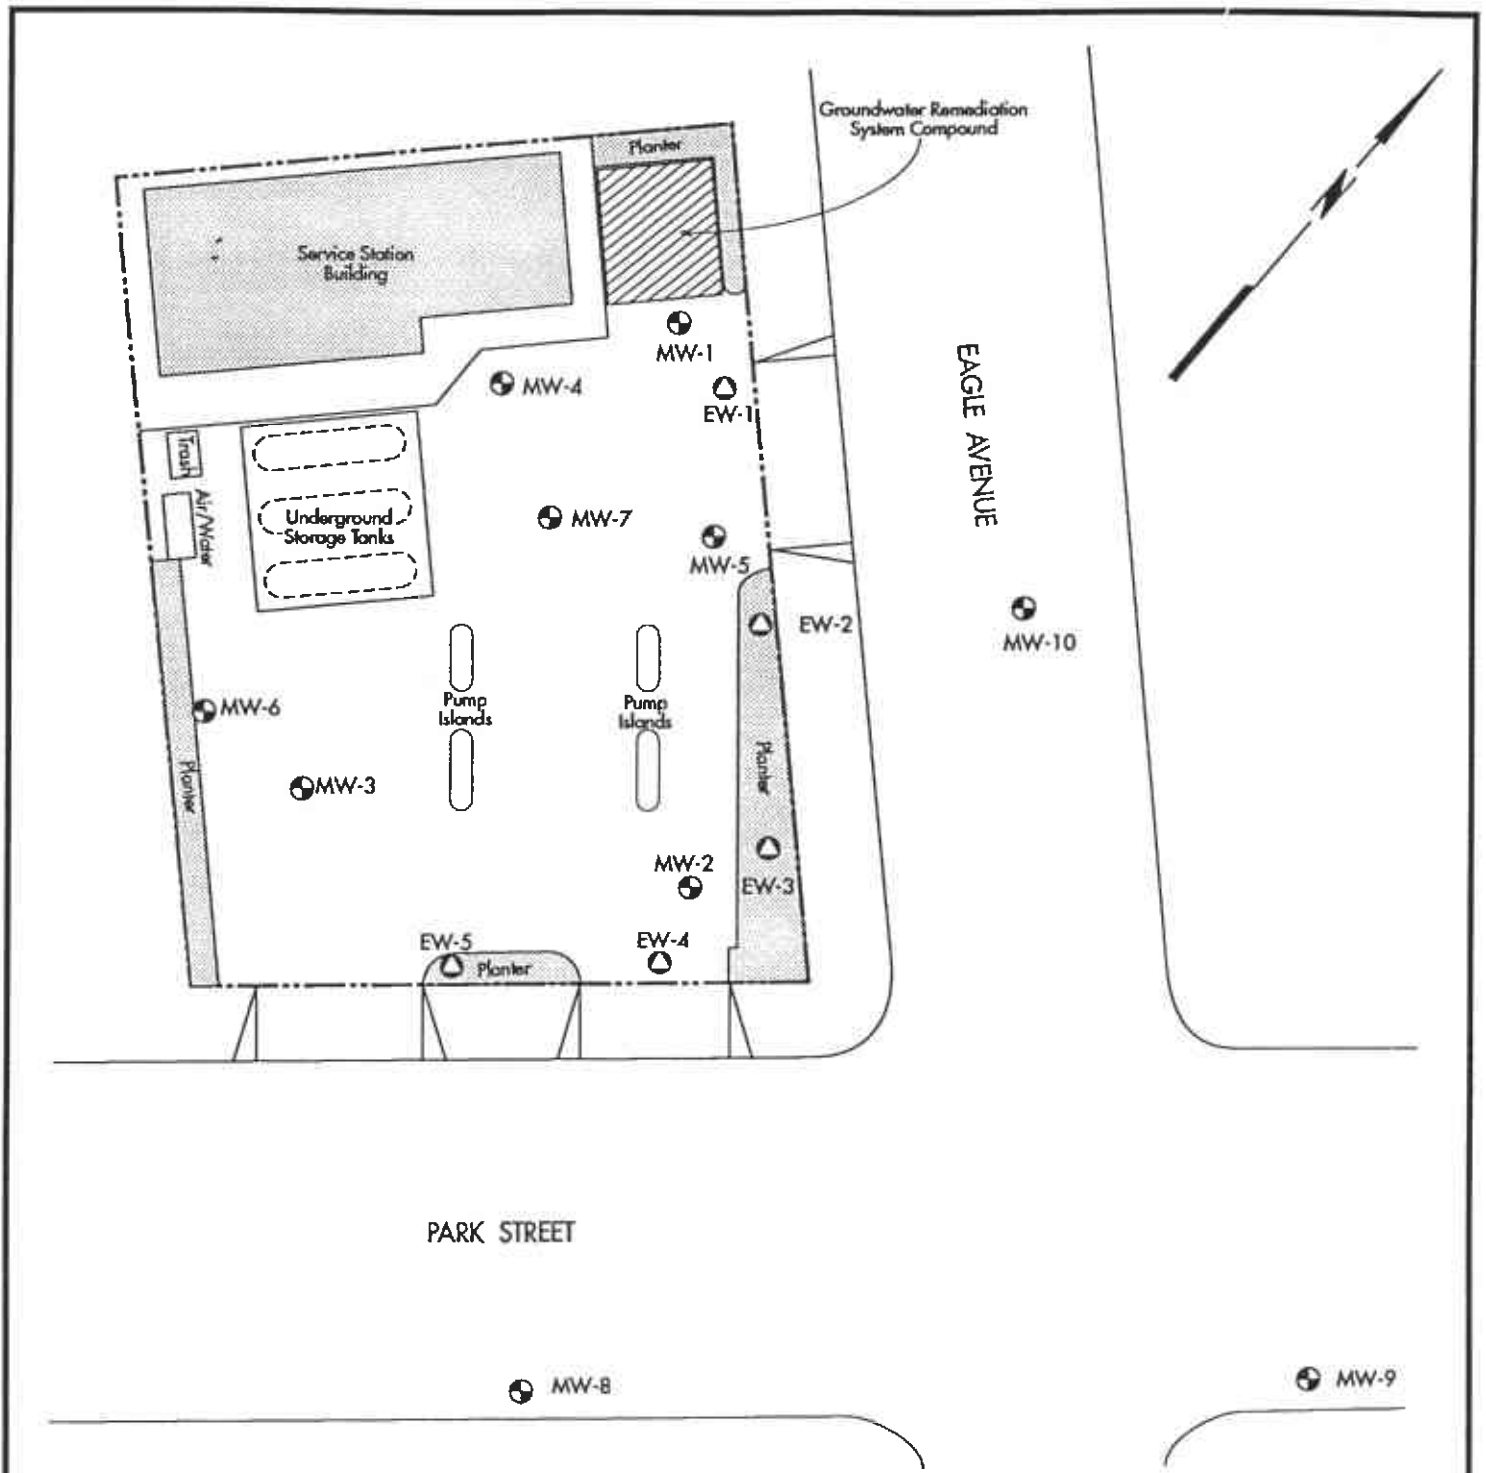 Groundwater Remediation
System Compound
Planter
Service Station
Building
MW-1
MW-4
EW-1
EAGLE AVENUE
Trash
Air/Water
Underground
Storage Tanks
MW-7
MW-5
EW-2
MW-10
Pump
Islands
Pump
Islands
MW-6
Planter
Planter
MW-3
MW-2
EW-3
EW-5
EW-4
Planter
PARK STREET
MW-8
MW-9
N